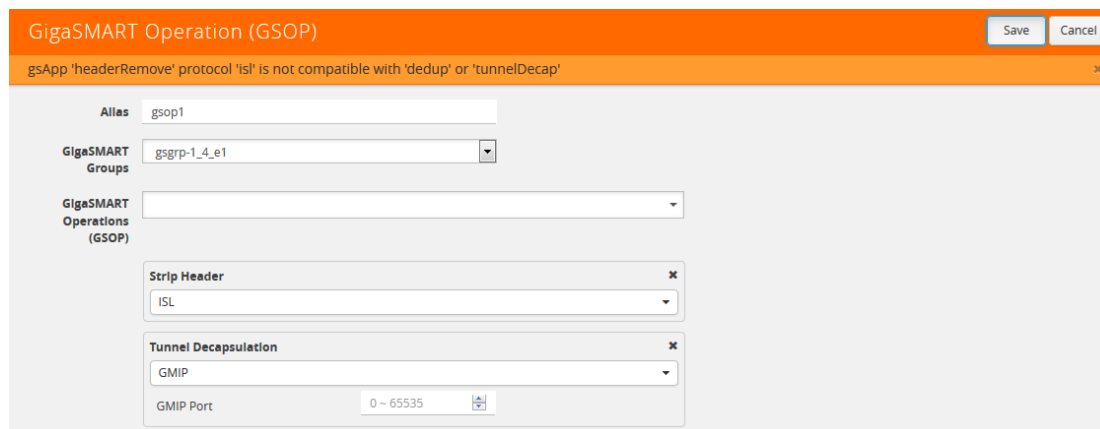 GigaSMART Operation (GSOP)
Save
Cancel
gsApp 'headerRemove' protocol 'isl' is not compatible with 'dedup' or 'tunnelDecap'
Alias
gsop1
GigaSMART
Groups
gsgrp-1_4_e1
GigaSMART
Operations
(GSOP)
Strip Header
ISL
Tunnel Decapsulation
GMIP
GMIP Port
0 ~ 65535